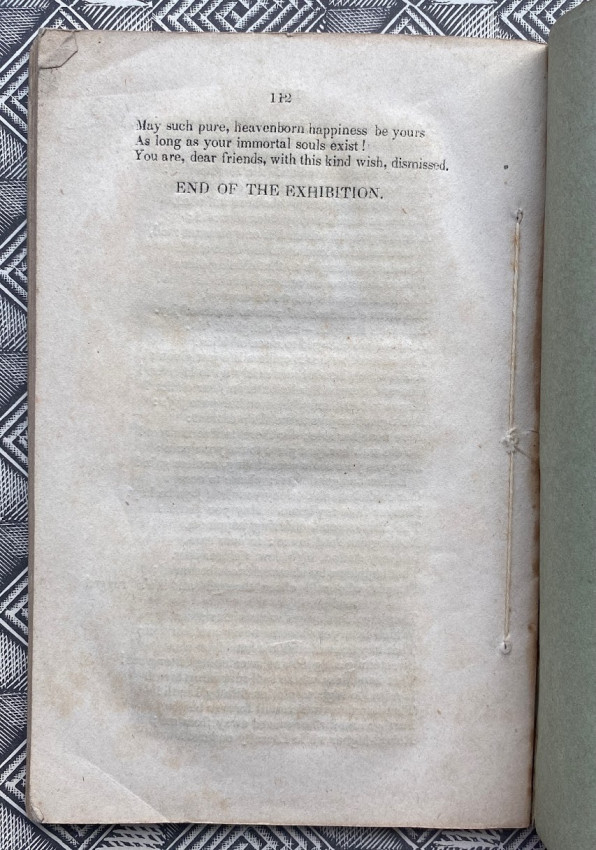 112
May such pure, heavenborn happiness be yours
As long as your immortal souls exist!
You are, dear friends, with this kind wish, dismissed.
END OF THE EXHIBITION.